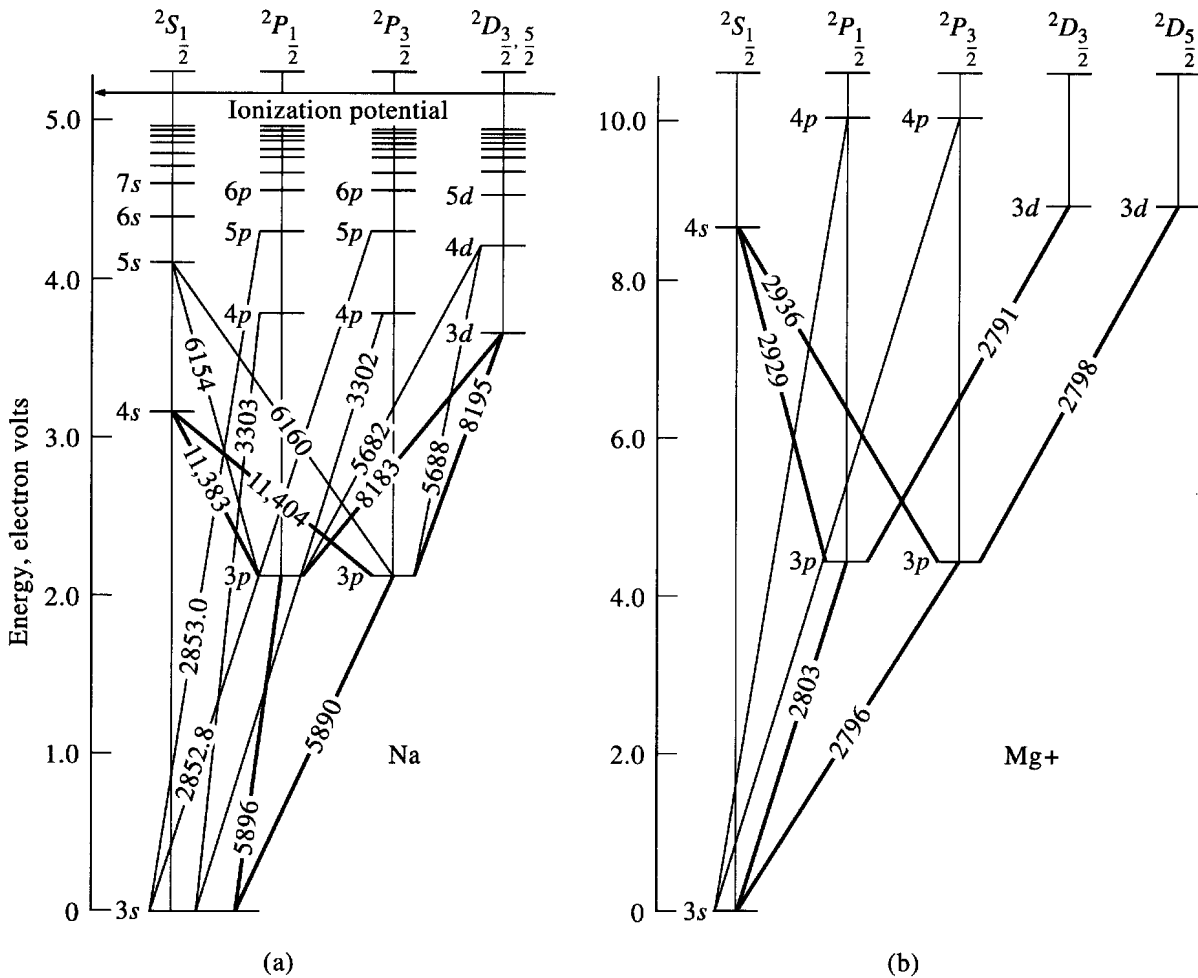 ²S₁/₂ ²P₁/₂ ²P₃/₂ ²D₃/₂, ₅/₂
Ionization potential
Energy, electron volts
5.0
4.0
3.0
2.0
1.0
0
7s
6s
5s
4s
3s
6p
5p
4p
3p
6p
5p
4p
3p
5d
4d
3d
6154
11,383
3303
6160
11,404
3302
5682
8183
5688
8195
2853.0
2852.8
5896
5890
Na
(a)
²S₁/₂ ²P₁/₂ ²P₃/₂ ²D₃/₂ ²D₅/₂
10.0
8.0
6.0
4.0
2.0
0
4s
3s
4p
3p
4p
3p
3d
3d
2936
2929
2791
2798
2803
2796
Mg+
(b)